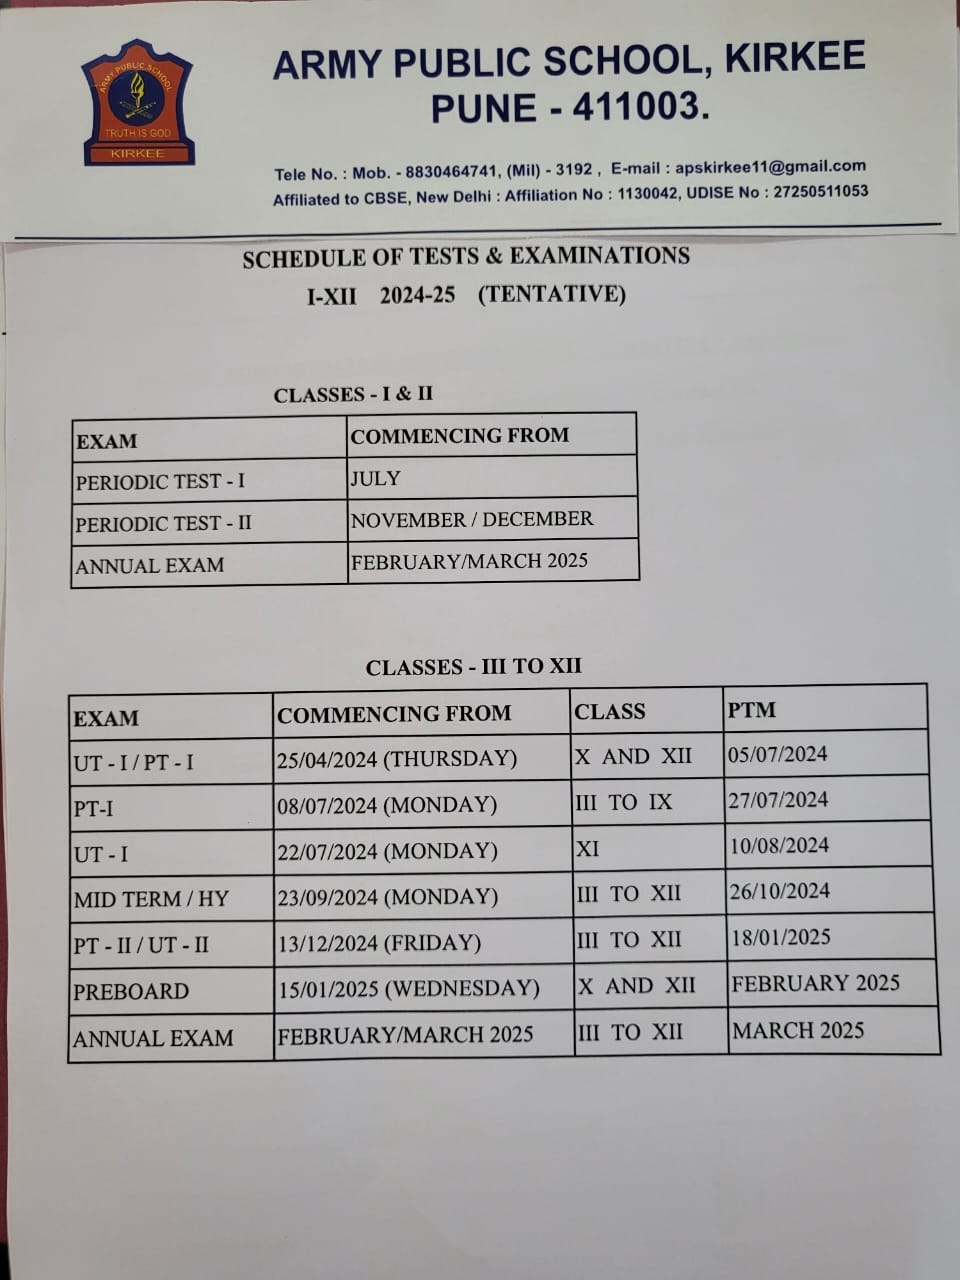 ARMY PUBLIC SCHOOL
TRUTH IS GOD
KIRKEE
ARMY PUBLIC SCHOOL, KIRKEE
PUNE - 411003.
Tele No. : Mob. - 8830464741, (Mil) - 3192 , E-mail : apskirkee11@gmail.com
Affiliated to CBSE, New Delhi : Affiliation No : 1130042, UDISE No : 27250511053
SCHEDULE OF TESTS & EXAMINATIONS
I-XII 2024-25 (TENTATIVE)
CLASSES - I & II
EXAM COMMENCING FROM
PERIODIC TEST - I JULY
PERIODIC TEST - II NOVEMBER / DECEMBER
ANNUAL EXAM FEBRUARY/MARCH 2025
CLASSES - III TO XII
EXAM COMMENCING FROM CLASS PTM
UT - I / PT - I 25/04/2024 (THURSDAY) X AND XII 05/07/2024
PT-I 08/07/2024 (MONDAY) III TO IX 27/07/2024
UT - I 22/07/2024 (MONDAY) XI 10/08/2024
MID TERM / HY 23/09/2024 (MONDAY) III TO XII 26/10/2024
PT - II / UT - II 13/12/2024 (FRIDAY) III TO XII 18/01/2025
PREBOARD 15/01/2025 (WEDNESDAY) X AND XII FEBRUARY 2025
ANNUAL EXAM FEBRUARY/MARCH 2025 III TO XII MARCH 2025